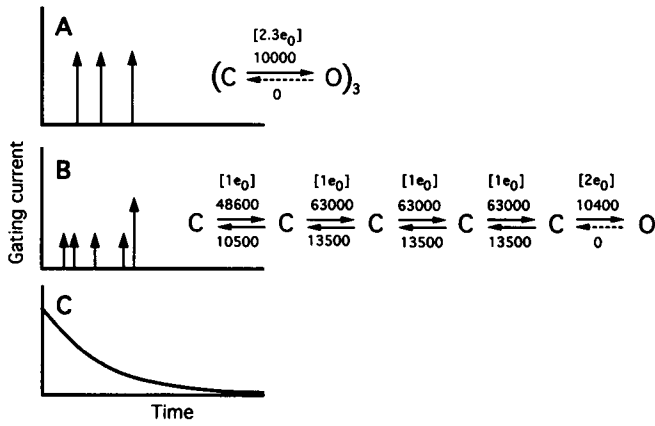 A
[2.3e₀]
10000
(C ⇌ O)₃
0
Gating current
B
[1e₀] [1e₀] [1e₀] [1e₀] [2e₀]
48600 63000 63000 63000 10400
C C C C C O
10500 13500 13500 13500 0
C
Time